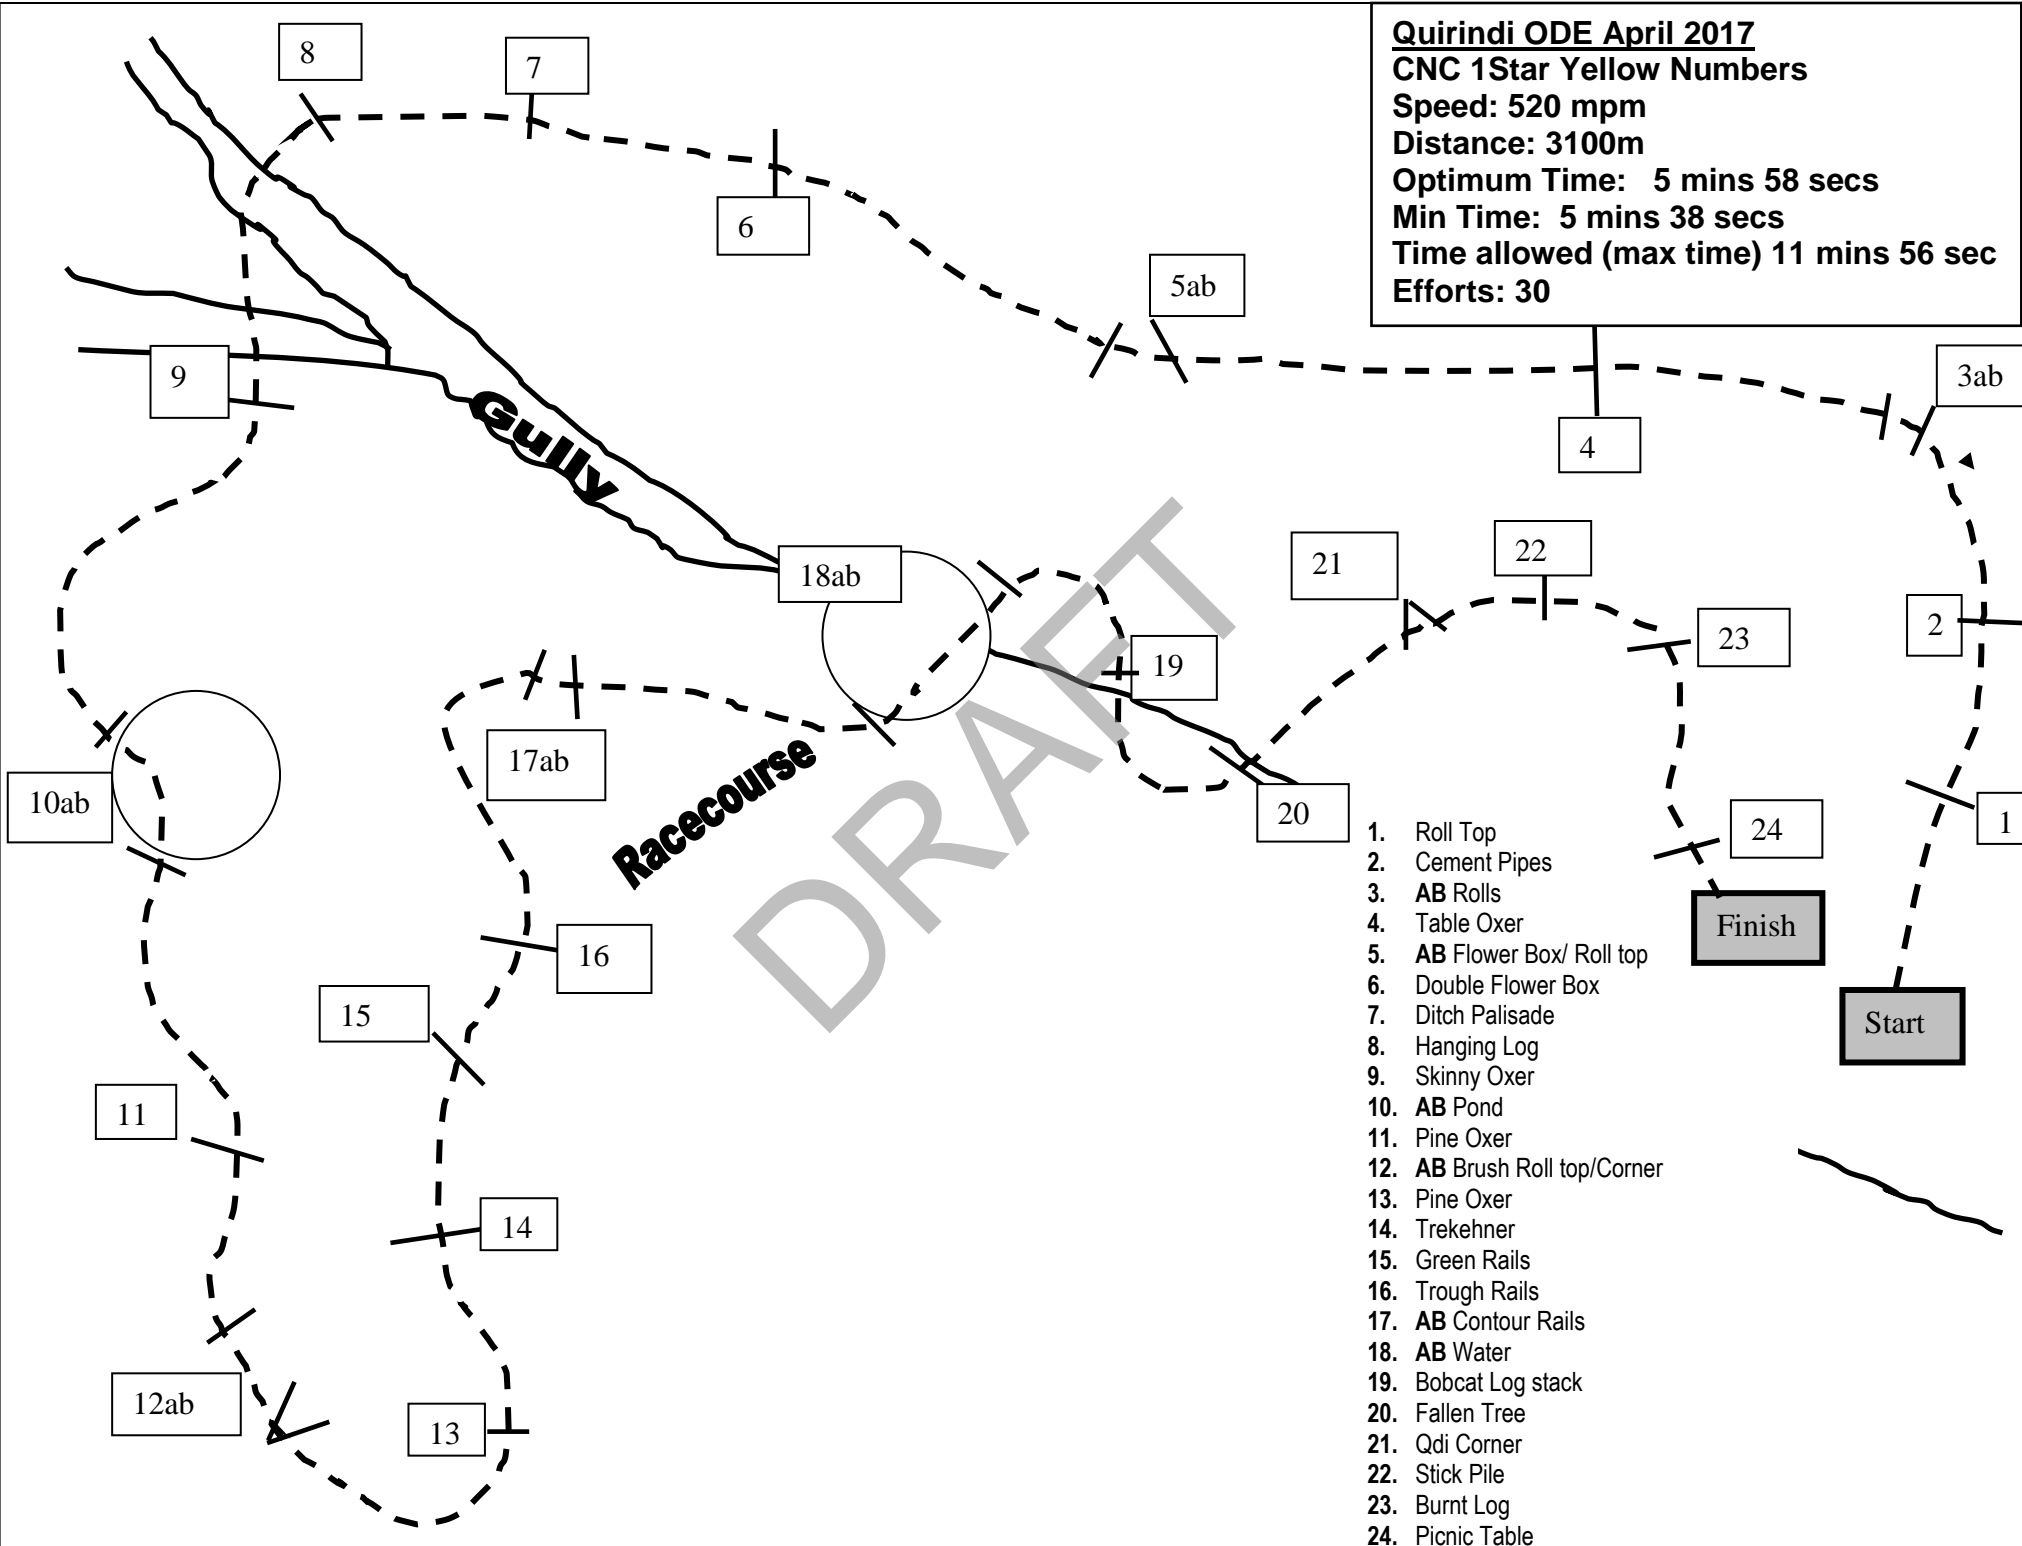 Quirindi ODE April 2017
CNC 1Star Yellow Numbers
Speed: 520 mpm
Distance: 3100m
Optimum Time: 5 mins 58 secs
Min Time: 5 mins 38 secs
Time allowed (max time) 11 mins 56 sec
Efforts: 30
8
7
6
5ab
3ab
9
4
Gully
18ab
21
22
2
23
19
17ab
10ab
Racecourse
20
24
1
DRAFT
Finish
16
15
Start
11
14
12ab
13
1. Roll Top
2. Cement Pipes
3. AB Rolls
4. Table Oxer
5. AB Flower Box/ Roll top
6. Double Flower Box
7. Ditch Palisade
8. Hanging Log
9. Skinny Oxer
10. AB Pond
11. Pine Oxer
12. AB Brush Roll top/Corner
13. Pine Oxer
14. Trekehner
15. Green Rails
16. Trough Rails
17. AB Contour Rails
18. AB Water
19. Bobcat Log stack
20. Fallen Tree
21. Qdi Corner
22. Stick Pile
23. Burnt Log
24. Picnic Table